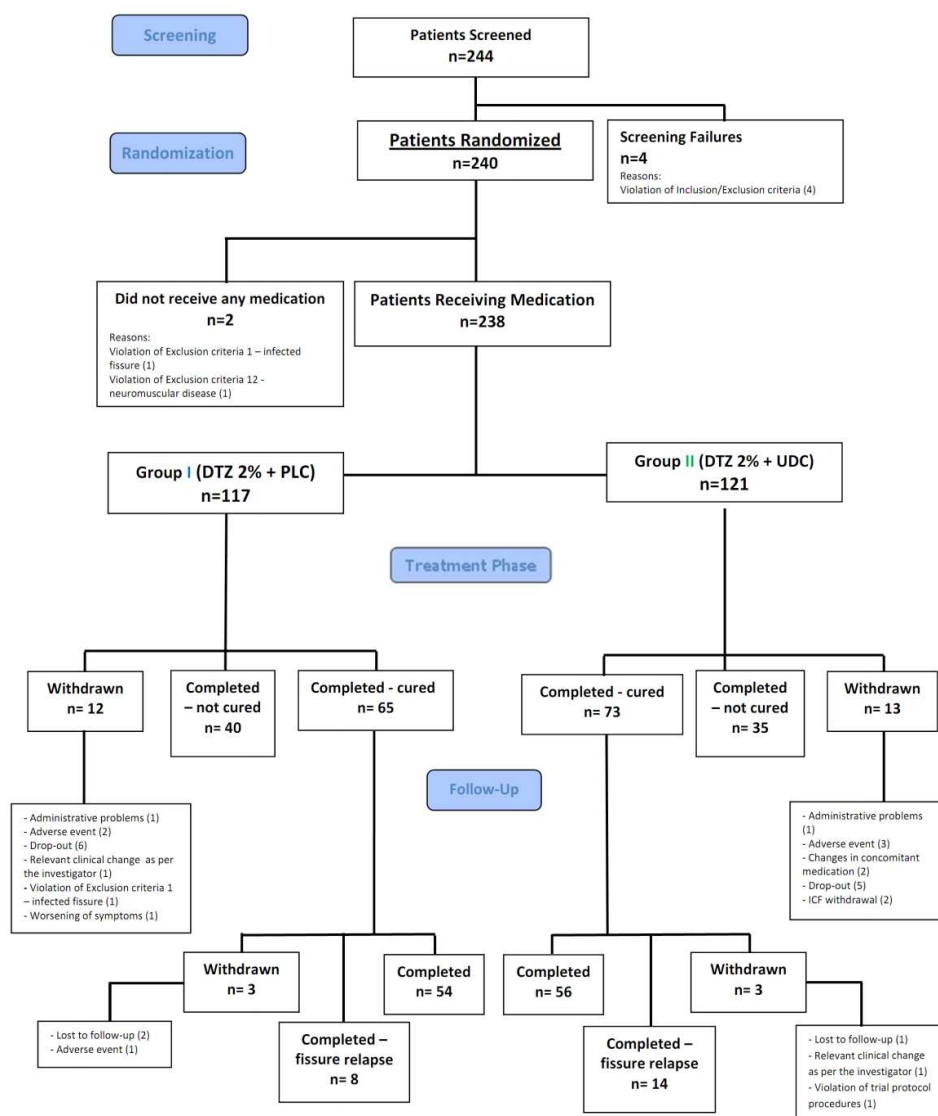 Screening
Patients Screened
n=244
Randomization
Patients Randomized
n=240
Screening Failures
n=4
Reasons:
Violation of Inclusion/Exclusion criteria (4)
Did not receive any medication
n=2
Reasons:
Violation of Exclusion criteria 1 – infected
fissure (1)
Violation of Exclusion criteria 12 -
neuromuscular disease (1)
Patients Receiving Medication
n=238
Group I (DTZ 2% + PLC)
n=117
Group II (DTZ 2% + UDC)
n=121
Treatment Phase
Withdrawn
n= 12
Completed
– not cured
n= 40
Completed - cured
n= 65
Completed - cured
n= 73
Completed
– not cured
n= 35
Withdrawn
n= 13
Follow-Up
- Administrative problems (1)
- Adverse event (2)
- Drop-out (6)
- Relevant clinical change as per
the investigator (1)
- Violation of Exclusion criteria 1
– infected fissure (1)
- Worsening of symptoms (1)
- Administrative problems
(1)
- Adverse event (3)
- Changes in concomitant
medication (2)
- Drop-out (5)
- ICF withdrawal (2)
Withdrawn
n= 3
Completed
n= 54
Completed
n= 56
Withdrawn
n= 3
- Lost to follow-up (2)
- Adverse event (1)
Completed –
fissure relapse
n= 8
Completed –
fissure relapse
n= 14
- Lost to follow-up (1)
- Relevant clinical change
as per the investigator (1)
- Violation of trial protocol
procedures (1)